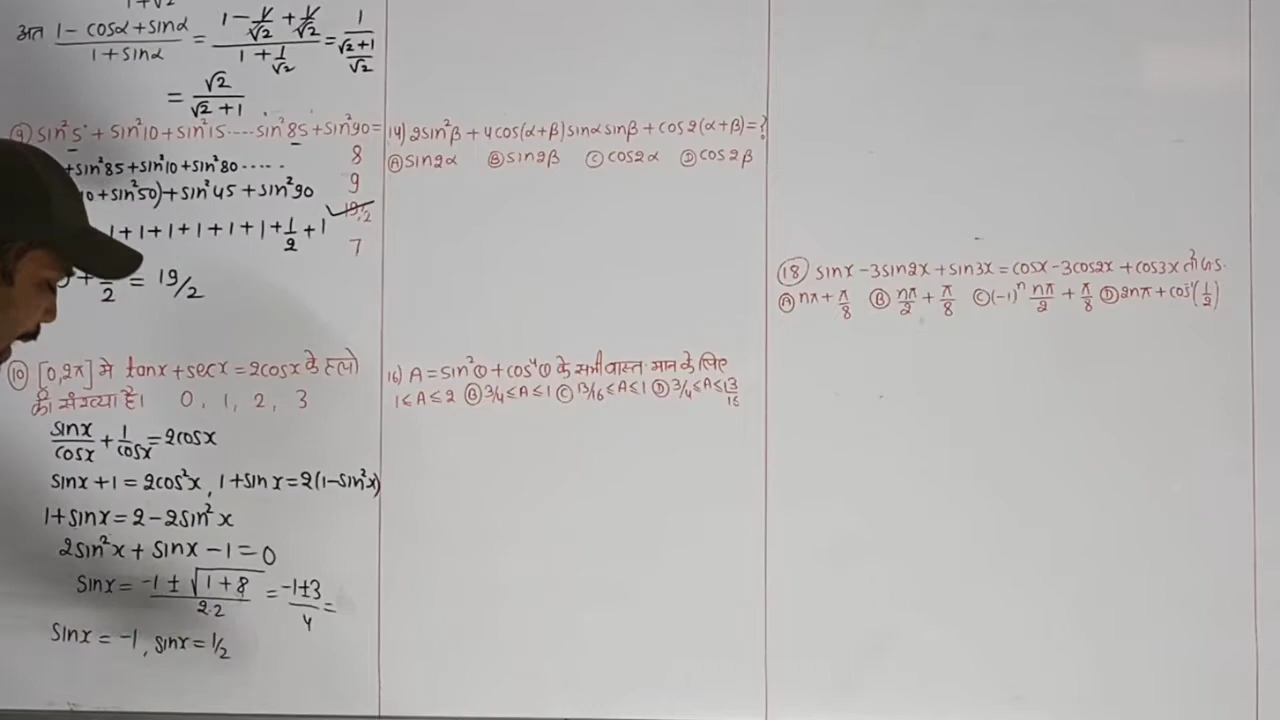 1+√2
अत 1 - cosα + sinα / 1 + sinα = 1 - 1/√2 + 1/√2 / 1 + 1/√2 = 1 / √2+1 / √2
= √2 / √2 + 1
9) sin²5° + sin²10 + sin²15 ---- sin²85 + sin²90 =
8
+ sin²85 + sin²10 + sin²80 -----
9
+ sin²50) + sin²45 + sin²90
19/2
1+1+1+1+1+1+1/2+1
7
+ /2 = 19/2
10) [0,2π] मे tanx + secx = 2cosx के हलो
की संख्या है। 0, 1, 2, 3
sinx/cosx + 1/cosx = 2cosx
sinx + 1 = 2cos²x, 1 + sinx = 2(1 - sin²x)
1 + sinx = 2 - 2sin²x
2sin²x + sinx - 1 = 0
sinx = -1 ± √1+8 / 2.2 = -1±3 / 4 =
sinx = -1, sinx = 1/2
14) 2sin²β + 4cos(α+β)sinα sinβ + cos2(α+β) = ?
Ⓐ sin2α Ⓑ sin2β Ⓒ cos2α Ⓓ cos2β
16) A = sin²θ + cos⁴θ के सभी वास्त. मान के लिए
1≤A≤2 Ⓑ 3/4≤A≤1 Ⓒ 13/16≤A≤1 Ⓓ 3/4≤A≤13/16
18) sinx - 3sin2x + sin3x = cosx - 3cos2x + cos3x तो
Ⓐ nπ + π/8 Ⓑ nπ/2 + π/8 Ⓒ (-1)ⁿ nπ/2 + π/8 Ⓓ 2nπ + cos⁻¹(1/2)